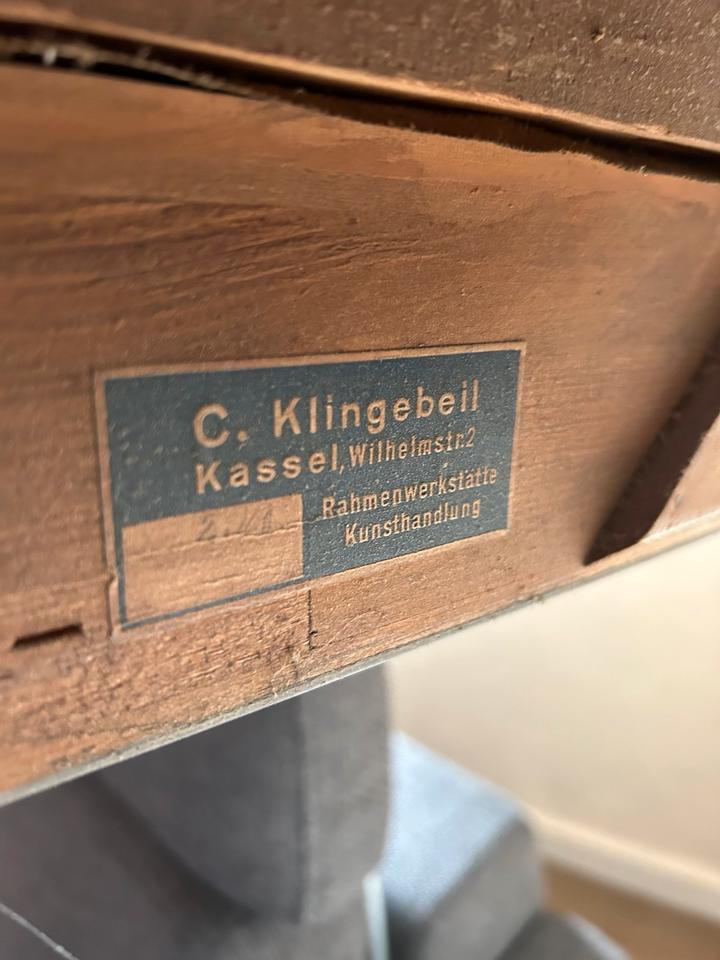 C. Klingebeil
Kassel, Wilhelmstr. 2
Rahmenwerkstätte
Kunsthandlung